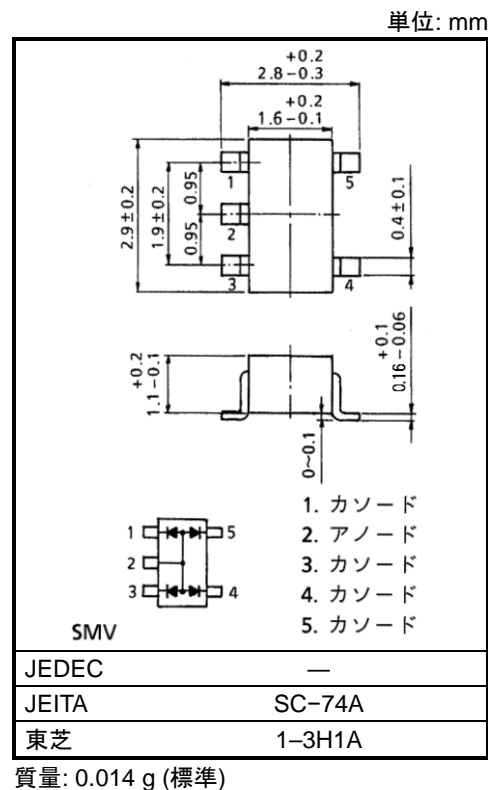 単位: mm
+0.2
2.8−0.3
+0.2
1.6−0.1
2.9±0.2
1.9±0.2
0.95
0.95
1
2
3
5
4
0.4±0.1
+0.2
1.1−0.1
+0.1
0.16−0.06
0~0.1
1. カソード
2. アノード
3. カソード
4. カソード
5. カソード
1
2
3
5
4
SMV
JEDEC —
JEITA SC−74A
東芝 1–3H1A
質量: 0.014 g (標準)